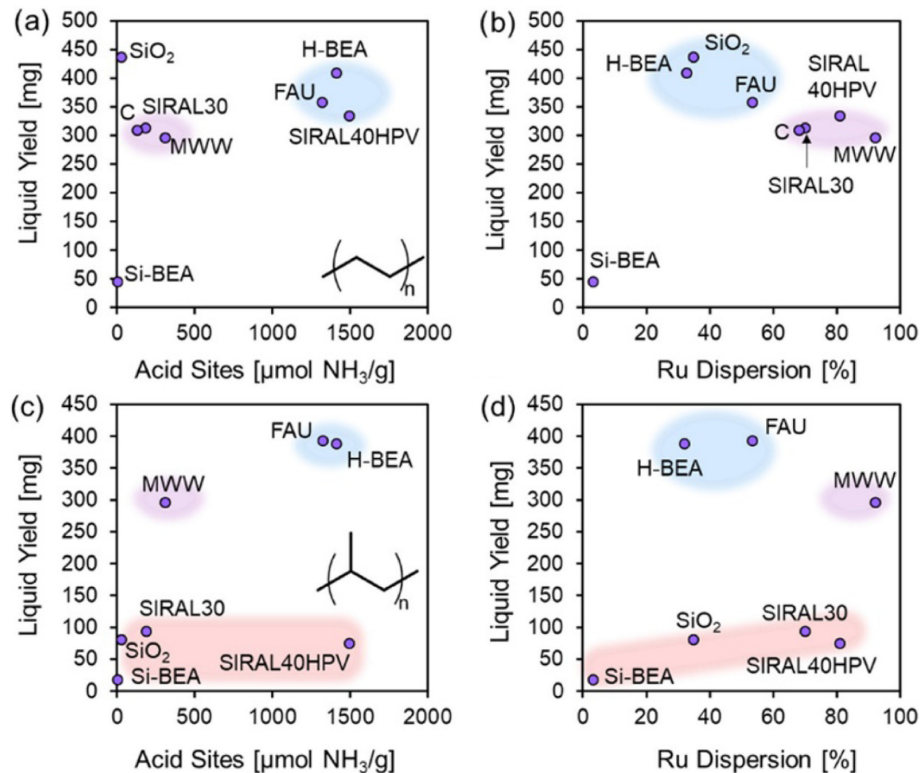 (a)
500
450
400
350
300
250
200
150
100
50
0
Liquid Yield [mg]
SiO₂
H-BEA
FAU
SIRAL40HPV
C
SIRAL30
MWW
Si-BEA
n
0 500 1000 1500 2000
Acid Sites [µmol NH₃/g]
(b)
500
450
400
350
300
250
200
150
100
50
0
Liquid Yield [mg]
SiO₂
H-BEA
FAU
SIRAL
40HPV
C
MWW
SIRAL30
Si-BEA
0 20 40 60 80 100
Ru Dispersion [%]
(c)
450
400
350
300
250
200
150
100
50
0
Liquid Yield [mg]
FAU
H-BEA
MWW
n
SIRAL30
SiO₂
SIRAL40HPV
Si-BEA
0 500 1000 1500 2000
Acid Sites [µmol NH₃/g]
(d)
450
400
350
300
250
200
150
100
50
0
Liquid Yield [mg]
FAU
H-BEA
MWW
SiO₂
SIRAL30
SIRAL40HPV
Si-BEA
0 20 40 60 80 100
Ru Dispersion [%]